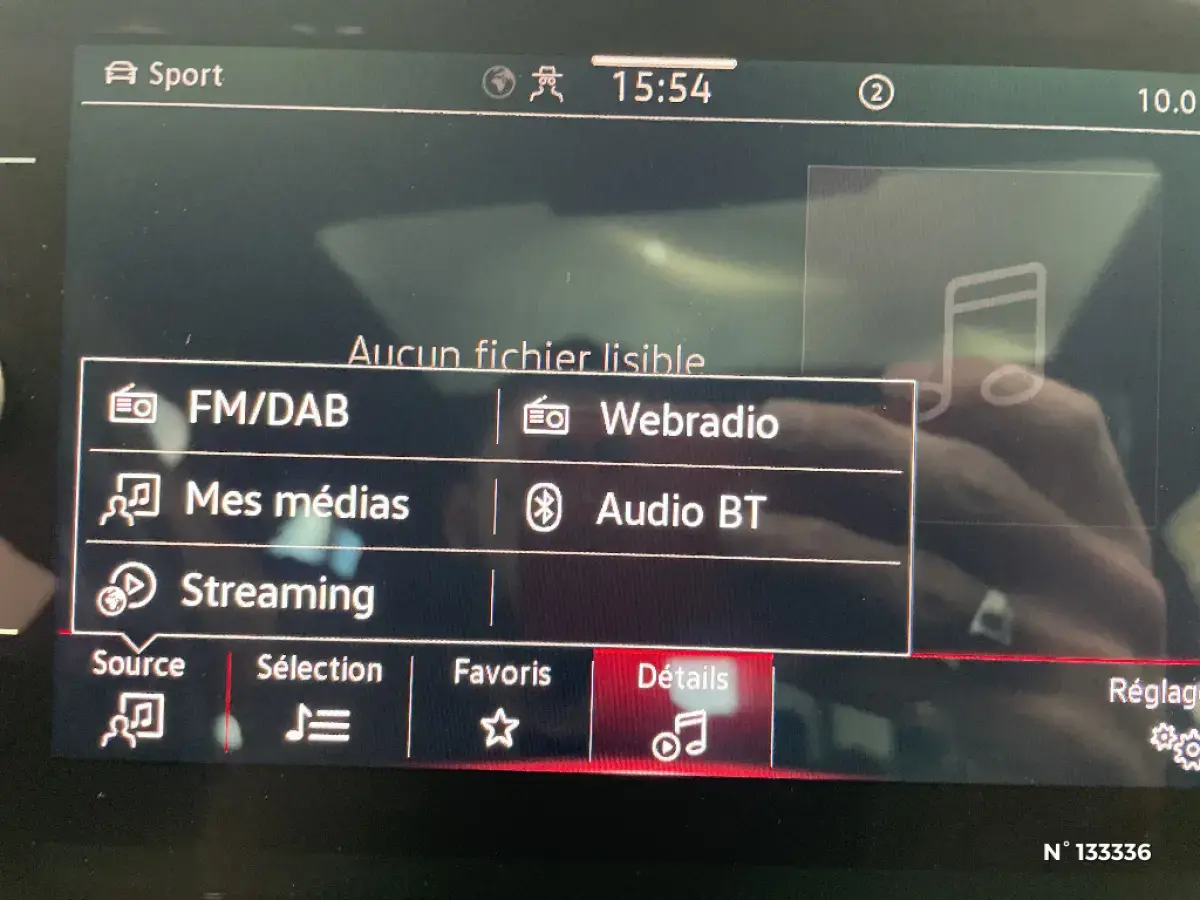 Sport 15:54 2 10.0
Aucun fichier lisible
FM/DAB Webradio
Mes médias Audio BT
Streaming
Source Sélection Favoris Détails
N° 133336